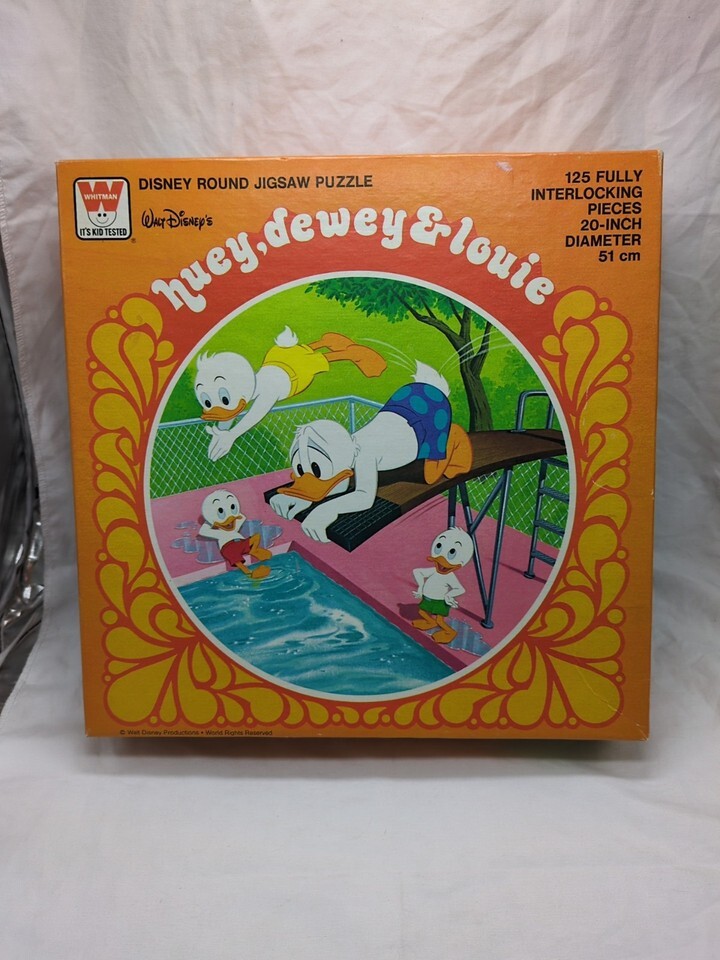 W
WHITMAN
IT'S KID TESTED
®
DISNEY ROUND JIGSAW PUZZLE
Walt Disney's
huey, dewey & louie
125 FULLY
INTERLOCKING
PIECES
20-INCH
DIAMETER
51 cm
© Walt Disney Productions • World Rights Reserved